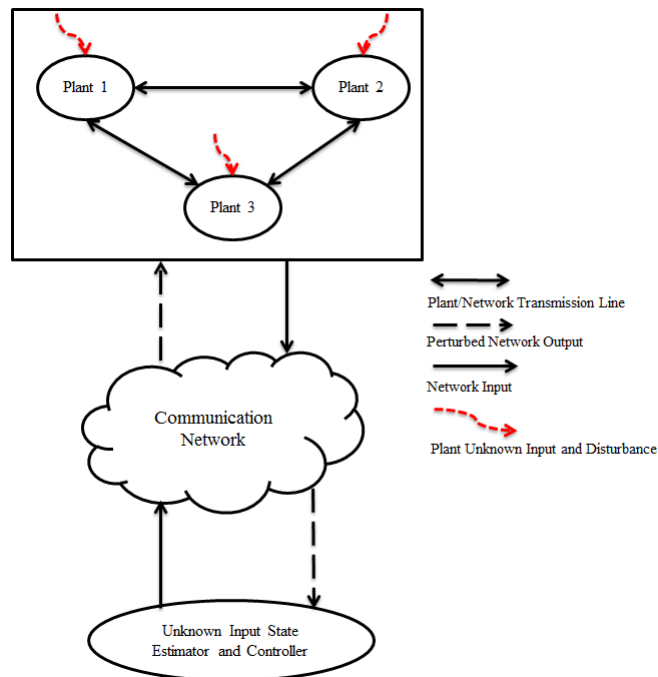 Plant 1
Plant 2
Plant 3
Plant/Network Transmission Line
Perturbed Network Output
Network Input
Plant Unknown Input and Disturbance
Communication
Network
Unknown Input State
Estimator and Controller